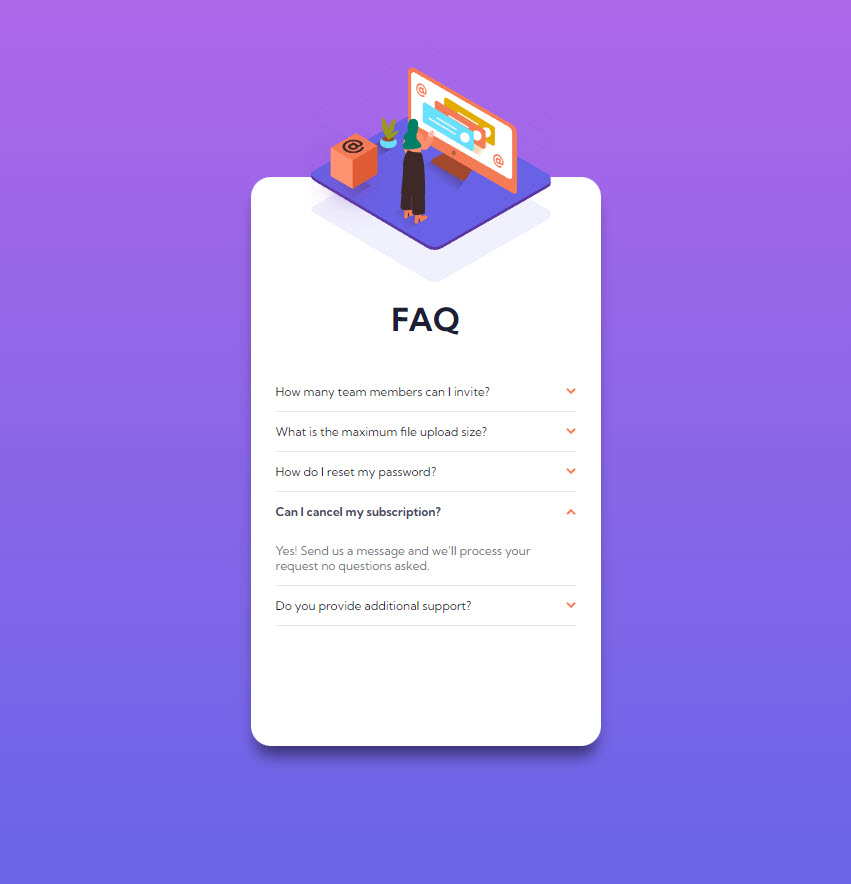 FAQ
How many team members can I invite?
What is the maximum file upload size?
How do I reset my password?
Can I cancel my subscription?
Yes! Send us a message and we'll process your
request no questions asked.
Do you provide additional support?